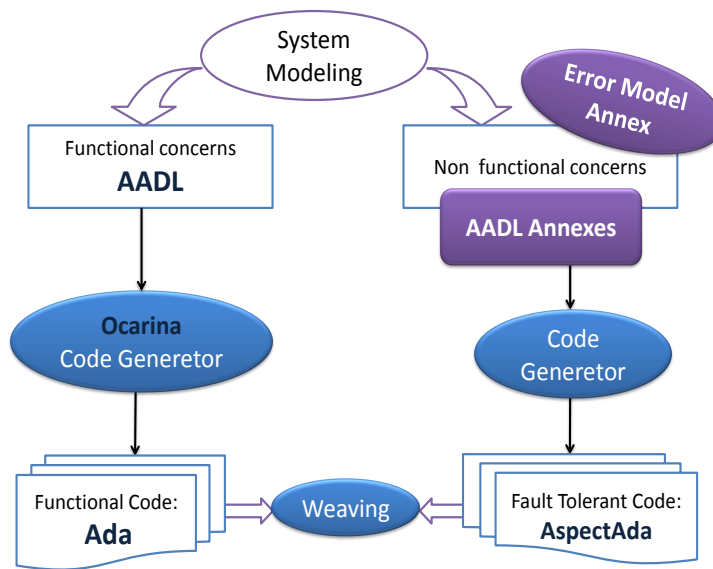 System
Modeling
Error Model
Annex
Functional concerns
AADL
Non functional concerns
AADL Annexes
Ocarina
Code Generetor
Code
Generetor
Functional Code:
Ada
Weaving
Fault Tolerant Code:
AspectAda